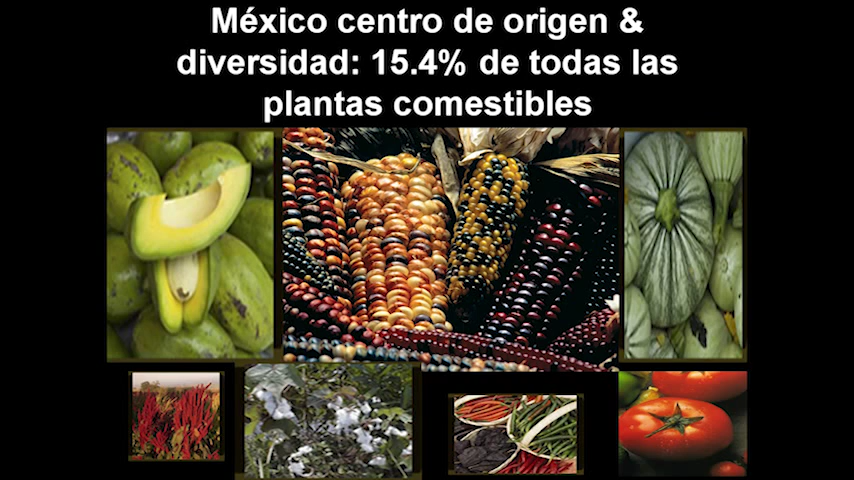 México centro de origen &
diversidad: 15.4% de todas las
plantas comestibles